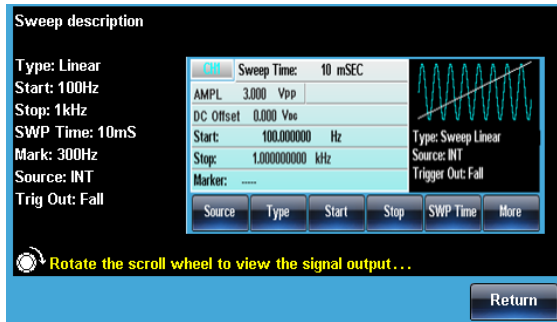 Sweep description
Type: Linear
Start: 100Hz
Stop: 1kHz
SWP Time: 10mS
Mark: 300Hz
Source: INT
Trig Out: Fall
CH1 Sweep Time: 10 mSEC
AMPL 3.000 Vpp
DC Offset 0.000 VDC
Start: 100.000000 Hz
Stop: 1.000000000 kHz
Marker: ----
Type: Sweep Linear
Source: INT
Trigger Out: Fall
Source Type Start Stop SWP Time More
Rotate the scroll wheel to view the signal output...
Return